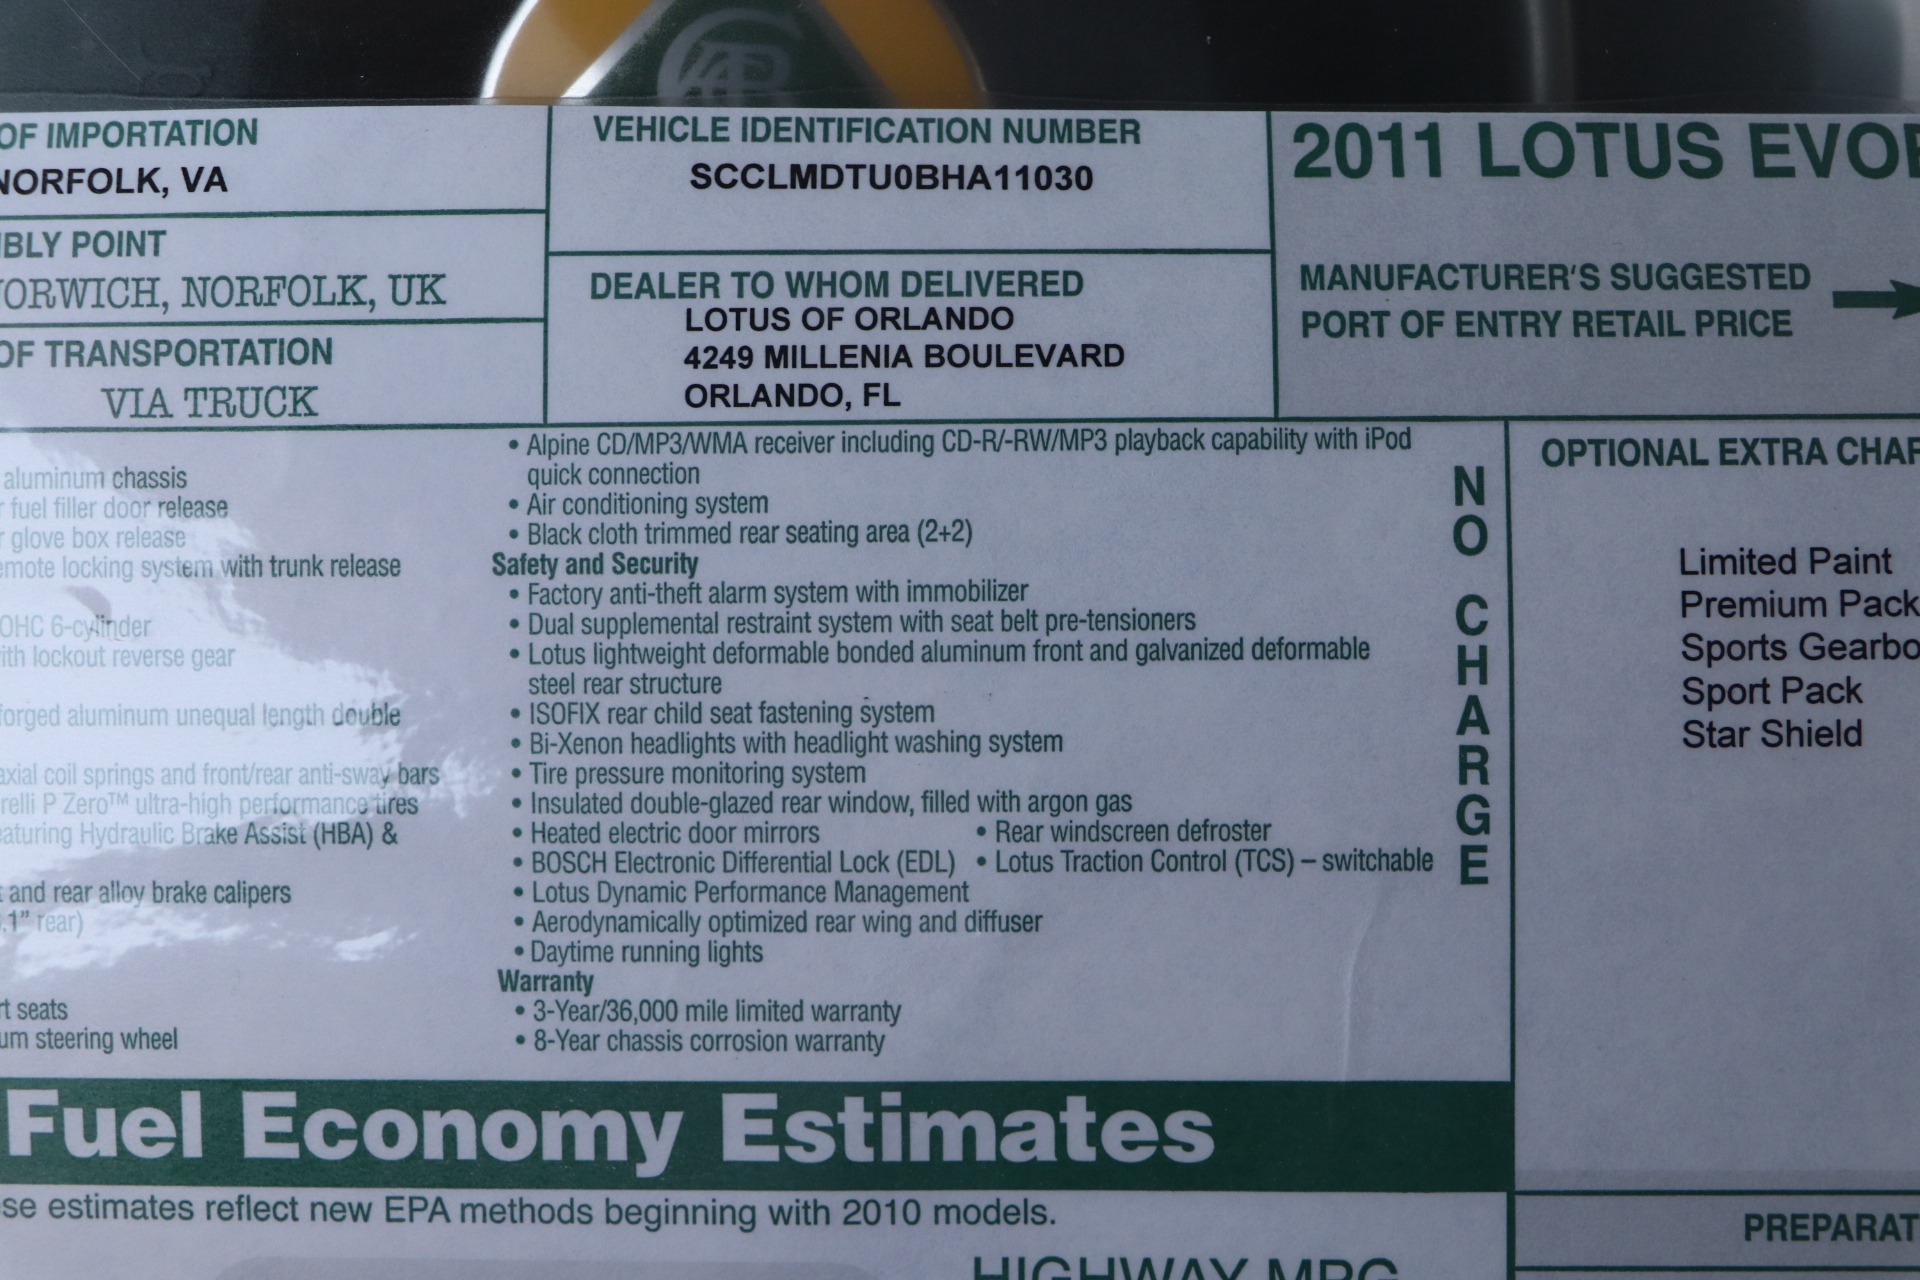 OF IMPORTATION
NORFOLK, VA
VEHICLE IDENTIFICATION NUMBER
SCCLMDTU0BHA11030
2011 LOTUS
BLY POINT
NORWICH, NORFOLK, UK
DEALER TO WHOM DELIVERED
LOTUS OF ORLANDO
4249 MILLENIA BOULEVARD
ORLANDO, FL
MANUFACTURER'S SUGGESTED
PORT OF ENTRY RETAIL PRICE
OF TRANSPORTATION
VIA TRUCK
aluminum chassis
fuel filler door release
glove box release
remote locking system with trunk release
OHC 6-cylinder
with lockout reverse gear
forged aluminum unequal length double
axial coil springs and front/rear anti-sway bars
relli P Zero™ ultra-high performance tires
eaturing Hydraulic Brake Assist (HBA) &
and rear alloy brake calipers
.1" rear)
rt seats
um steering wheel
• Alpine CD/MP3/WMA receiver including CD-R/-RW/MP3 playback capability with iPod
quick connection
• Air conditioning system
• Black cloth trimmed rear seating area (2+2)
Safety and Security
• Factory anti-theft alarm system with immobilizer
• Dual supplemental restraint system with seat belt pre-tensioners
• Lotus lightweight deformable bonded aluminum front and galvanized deformable
steel rear structure
• ISOFIX rear child seat fastening system
• Bi-Xenon headlights with headlight washing system
• Tire pressure monitoring system
• Insulated double-glazed rear window, filled with argon gas
• Heated electric door mirrors • Rear windscreen defroster
• BOSCH Electronic Differential Lock (EDL) • Lotus Traction Control (TCS) – switchable
• Lotus Dynamic Performance Management
• Aerodynamically optimized rear wing and diffuser
• Daytime running lights
Warranty
• 3-Year/36,000 mile limited warranty
• 8-Year chassis corrosion warranty
NO CHARGE
OPTIONAL EXTRA CHAR
Limited Paint
Premium Pack
Sports Gearbo
Sport Pack
Star Shield
Fuel Economy Estimates
se estimates reflect new EPA methods beginning with 2010 models.
HIGHWAY MPG
PREPARAT